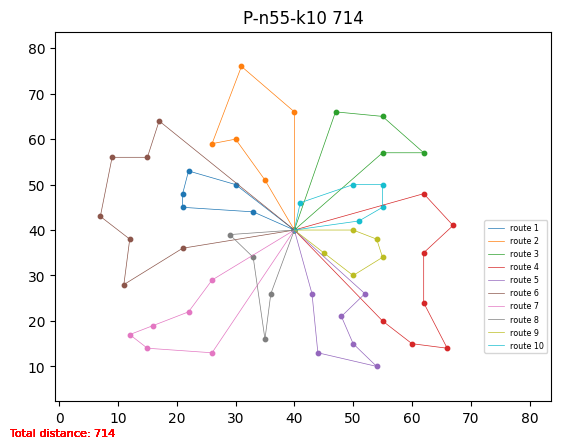 P-n55-k10 714
80
70
60
50
40
30
20
10
0 10 20 30 40 50 60 70 80
route 1
route 2
route 3
route 4
route 5
route 6
route 7
route 8
route 9
route 10
Total distance: 714